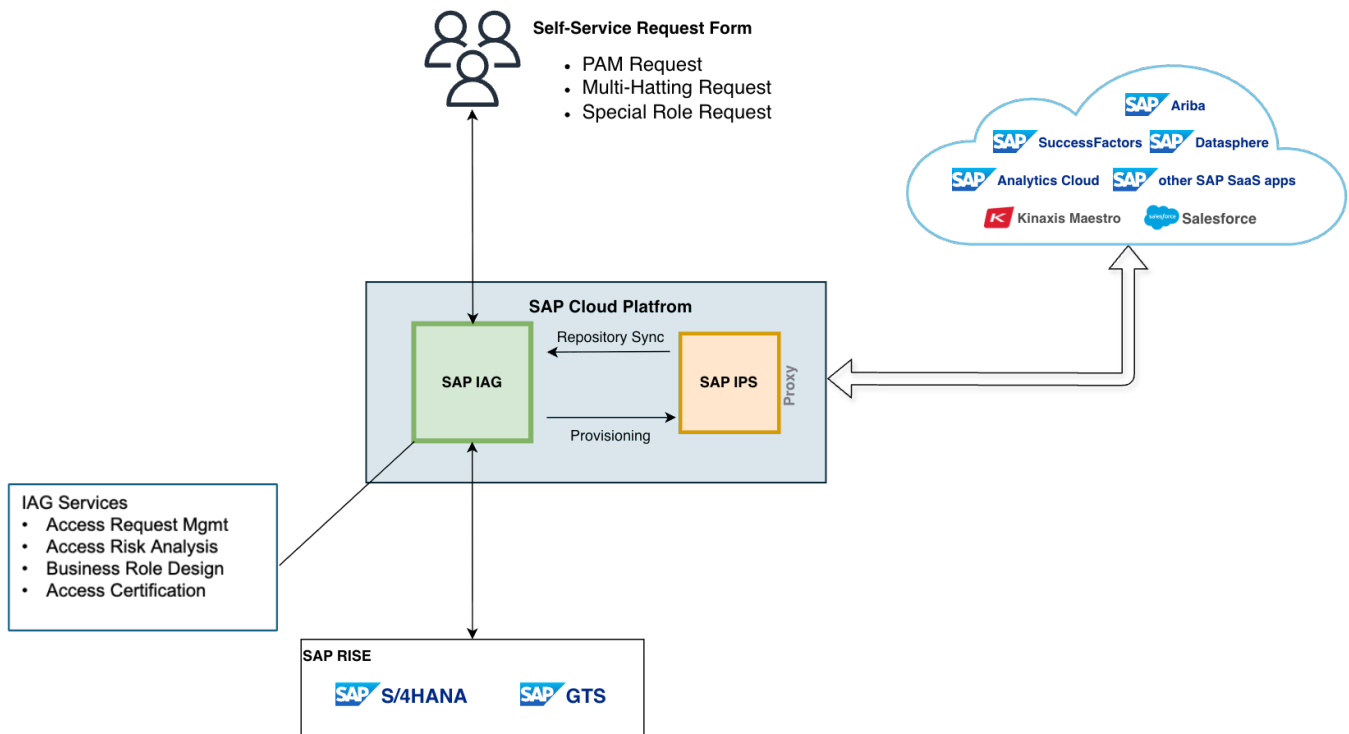 Self-Service Request Form
• PAM Request
• Multi-Hatting Request
• Special Role Request
SAP Ariba
SAP SuccessFactors SAP Datasphere
SAP Analytics Cloud SAP other SAP SaaS apps
K Kinaxis Maestro salesforce Salesforce
SAP Cloud Platfrom
Repository Sync
SAP IAG
SAP IPS
Proxy
Provisioning
IAG Services
• Access Request Mgmt
• Access Risk Analysis
• Business Role Design
• Access Certification
SAP RISE
SAP S/4HANA SAP GTS